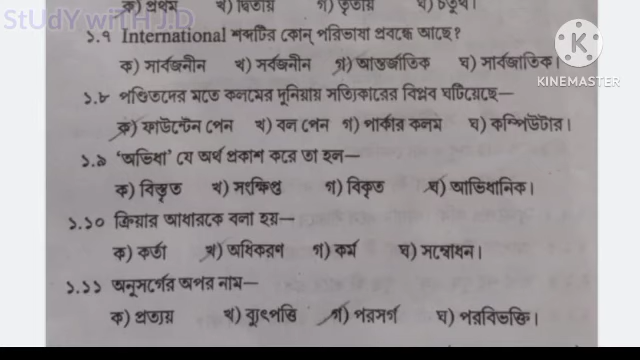 StUdY wiTH J.D
ক) প্রথম খ) দ্বিতীয় গ) তৃতীয় ঘ) চতুর্থ।
১.৭ International শব্দটির কোন্ পরিভাষা প্রবন্ধে আছে?
ক) সার্বজনীন খ) সর্বজনীন গ) আন্তর্জাতিক ঘ) সার্বজাতিক।
KINEMASTER
১.৮ পণ্ডিতদের মতে কলমের দুনিয়ায় সত্যিকারের বিপ্লব ঘটিয়েছে—
ক) ফাউন্টেন পেন খ) বল পেন গ) পার্কার কলম ঘ) কম্পিউটার।
১.৯ ‘অভিধা’ যে অর্থ প্রকাশ করে তা হল—
ক) বিস্তৃত খ) সংক্ষিপ্ত গ) বিকৃত ঘ) আভিধানিক।
১.১০ ক্রিয়ার আধারকে বলা হয়—
ক) কর্তা খ) অধিকরণ গ) কর্ম ঘ) সম্বোধন।
১.১১ অনুসর্গের অপর নাম—
ক) প্রত্যয় খ) ব্যুৎপত্তি গ) পরসর্গ ঘ) পরবিভক্তি।